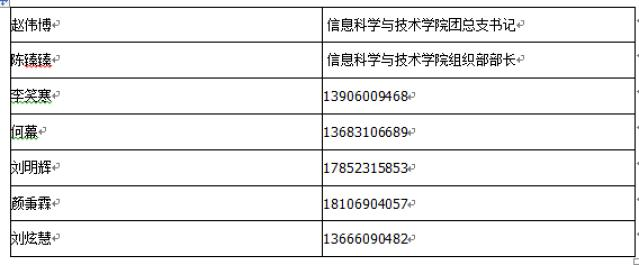 赵伟博 信息科学与技术学院团总支书记
陈臻臻 信息科学与技术学院组织部部长
李笑寒 13906009468
何蕞 13683106689
刘明辉 17852315853
颜秉霖 18106904057
刘炫慧 13666090482